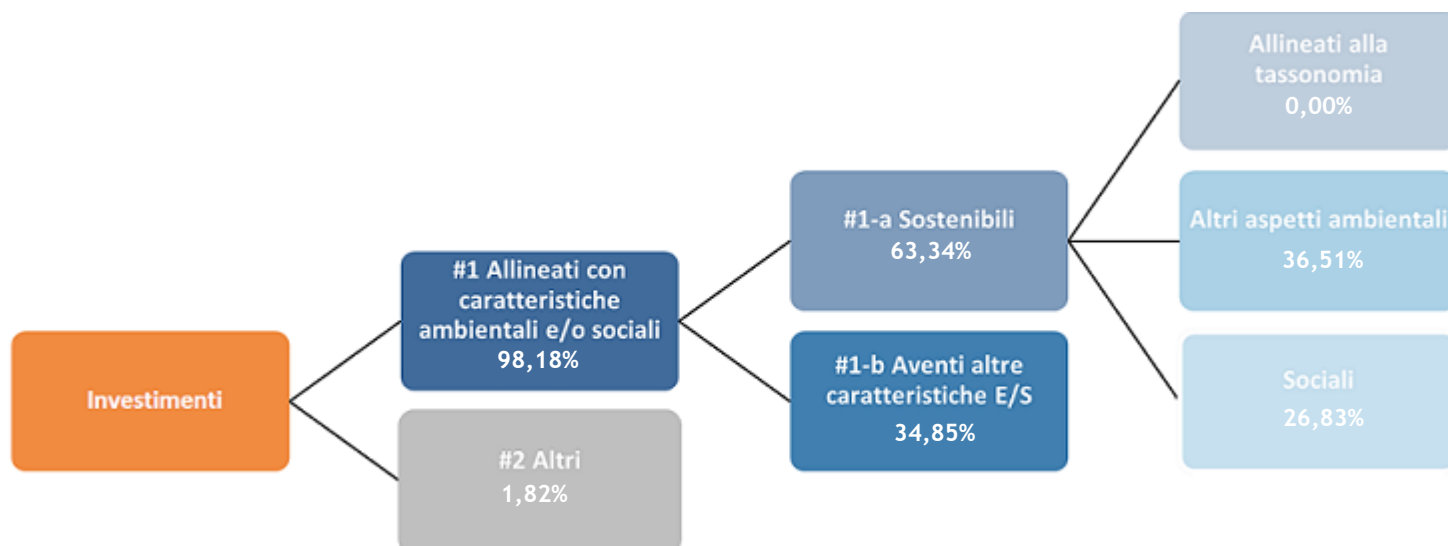 Investimenti
#1 Allineati con
caratteristiche
ambientali e/o sociali
98,18%
#2 Altri
1,82%
#1-a Sostenibili
63,34%
#1-b Aventi altre
caratteristiche E/S
34,85%
Allineati alla
tassonomia
0,00%
Altri aspetti ambientali
36,51%
Sociali
26,83%